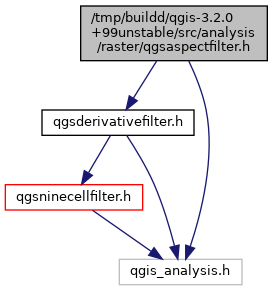 /tmp/buildd/qgis-3.2.0
+99unstable/src/analysis
/raster/qgsaspectfilter.h
qgsderivativefilter.h
qgsninecellfilter.h
qgis_analysis.h